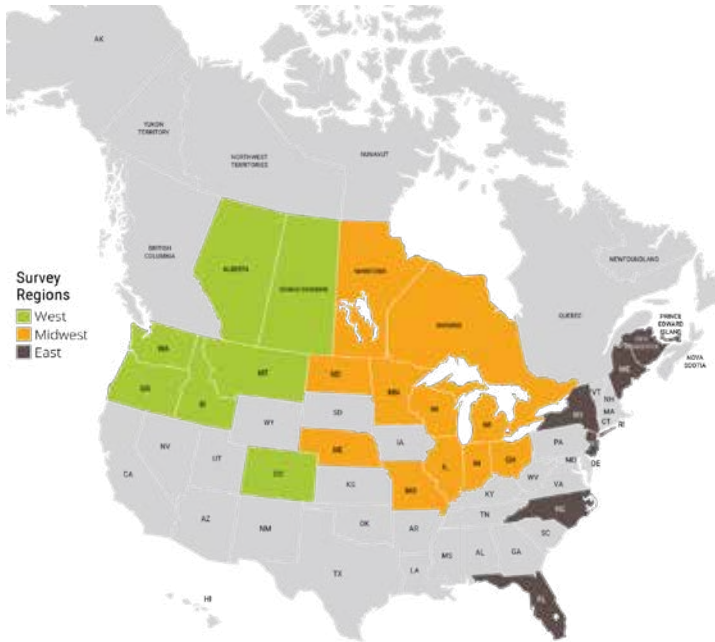 AK
YUKON
TERRITORY
NORTHWEST
TERRITORIES
NUNAVUT
BRITISH
COLUMBIA
ALBERTA
MANITOBA
ONTARIO
QUEBEC
NEWFOUNDLAND
PRINCE
EDWARD
ISLAND
NOVA
SCOTIA
Survey
Regions
West
Midwest
East
WA
MT
ND
MN
OR
ID
WY
SD
WI
MI
IA
NE
NV
UT
CO
KS
MO
IL
IN
OH
PA
NY
VT
NH
MA
CT
RI
ME
DE
MD
WV
VA
KY
CA
AZ
NM
OK
AR
TN
NC
SC
TX
LA
MS
AL
GA
FL
HI